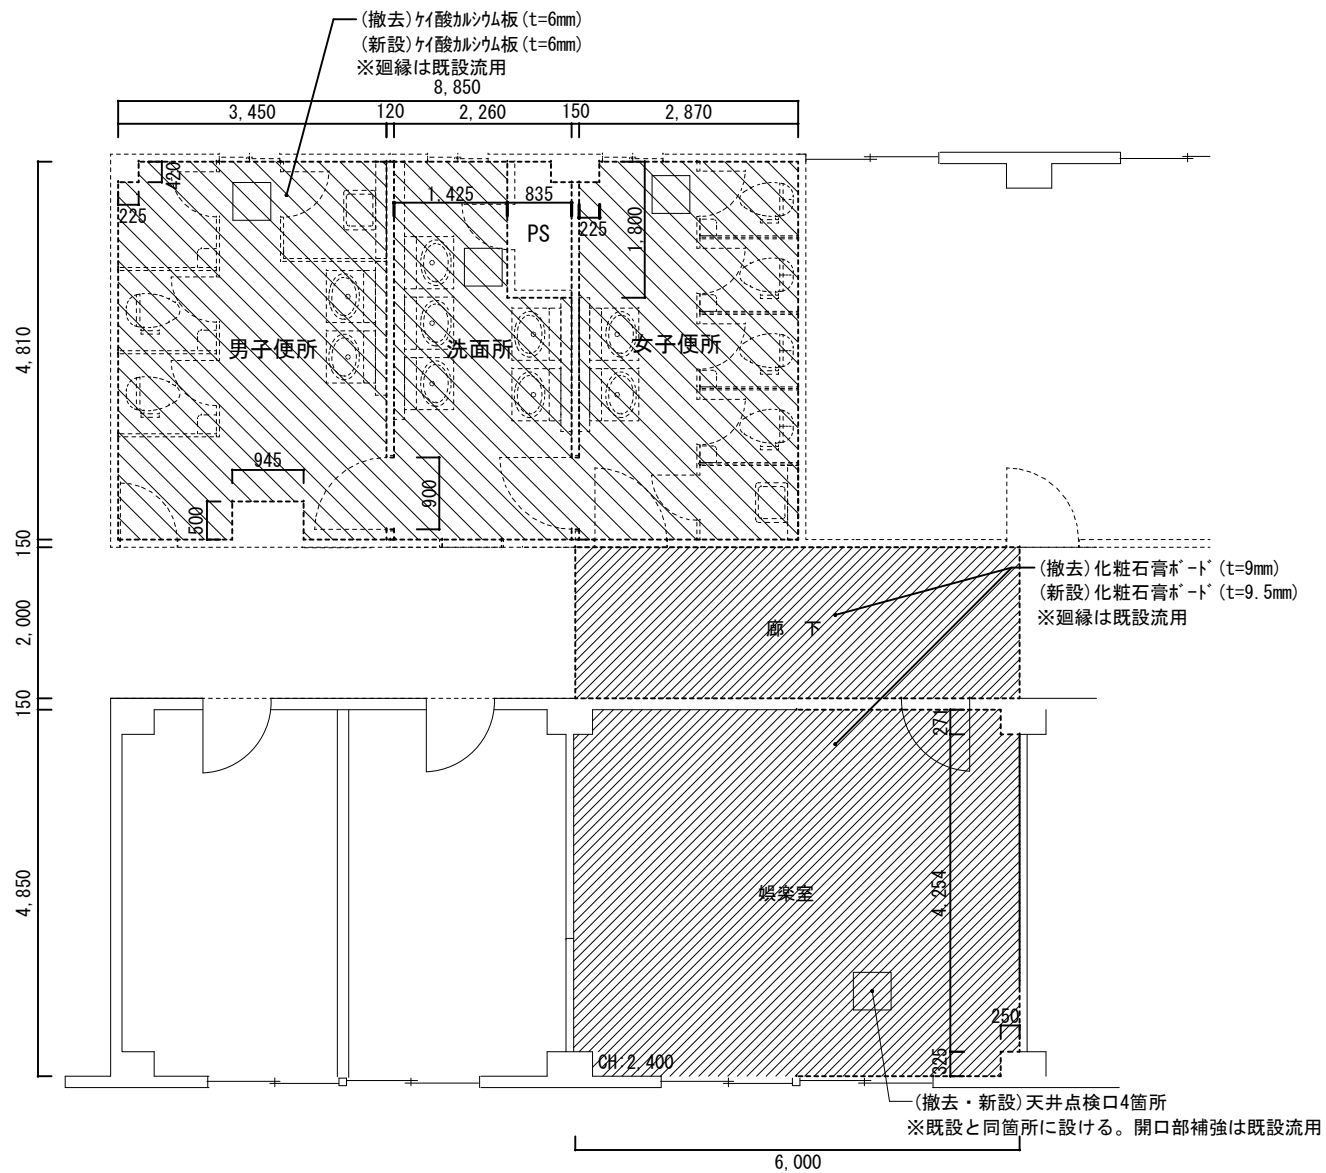 (撤去)ｹｲ酸ｶﾙｼｳﾑ板(t=6mm)
(新設)ｹｲ酸ｶﾙｼｳﾑ板(t=6mm)
※廻縁は既設流用
8,850
3,450
120
2,260
150
2,870
420
225
1,425
835
PS
225
1,800
4,810
男子便所
洗面所
女子便所
945
500
900
150
(撤去)化粧石膏ﾎﾞｰﾄﾞ(t=9mm)
(新設)化粧石膏ﾎﾞｰﾄﾞ(t=9.5mm)
※廻縁は既設流用
2,000
廊　下
150
271
4,850
娯楽室
4,254
250
325
CH:2,400
(撤去・新設)天井点検口4箇所
※既設と同箇所に設ける。開口部補強は既設流用
6,000